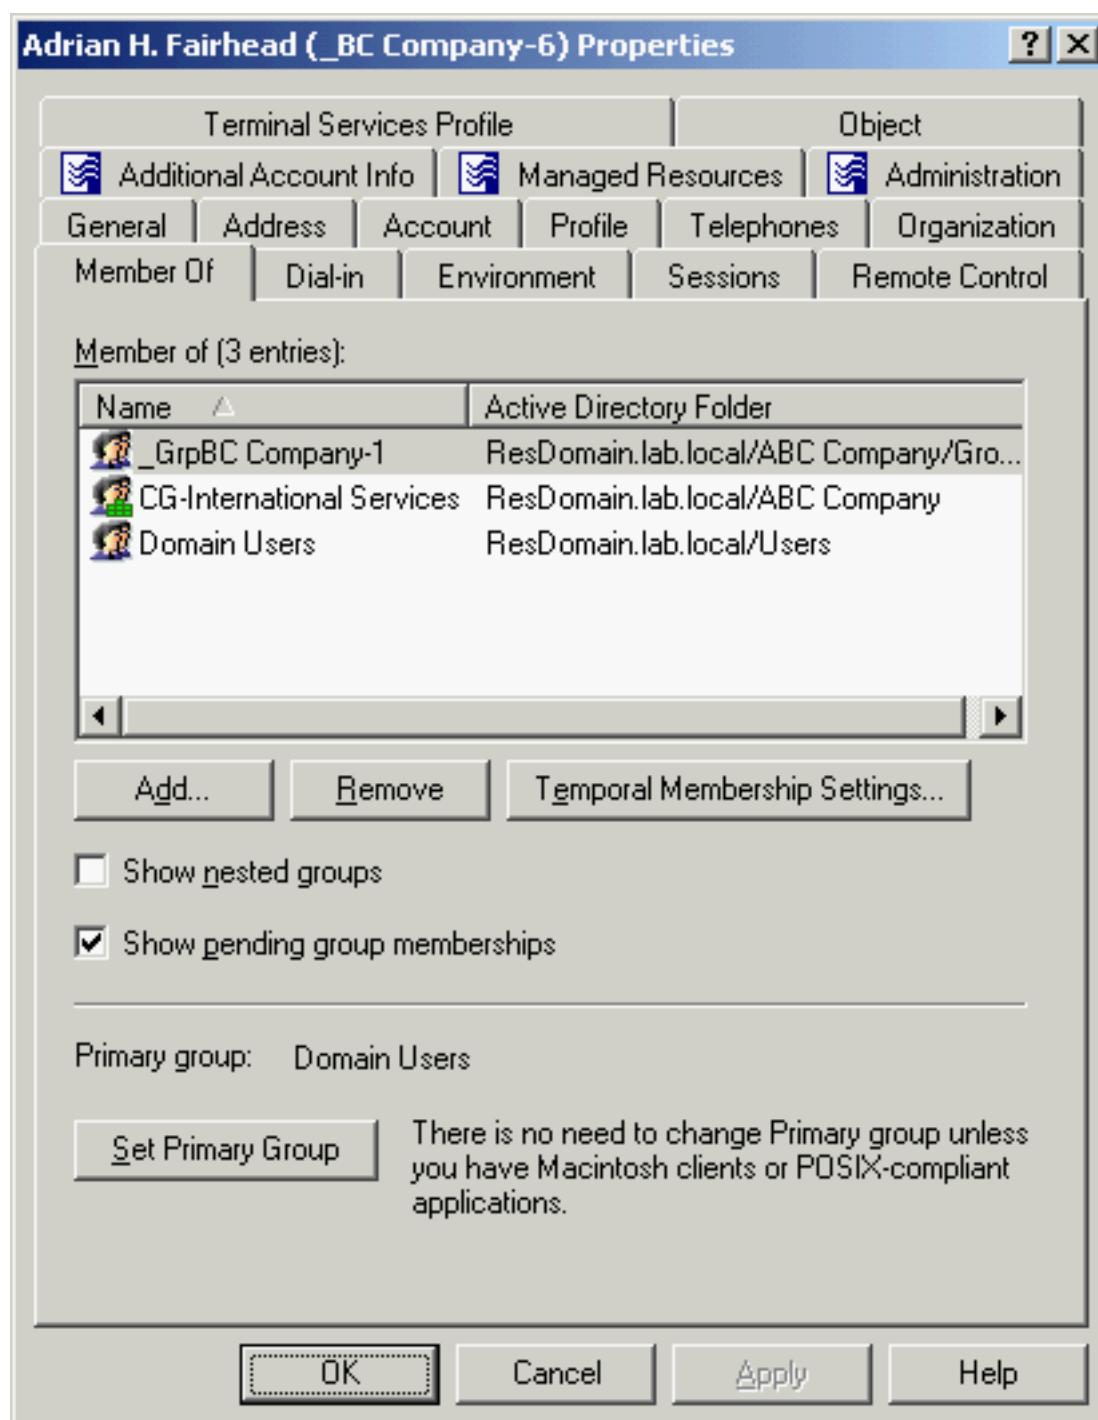 Adrian H. Fairhead (_BC Company-6) Properties
Terminal Services Profile Object
Additional Account Info Managed Resources Administration
General Address Account Profile Telephones Organization
Member Of Dial-in Environment Sessions Remote Control
Member of (3 entries):
Name Active Directory Folder
_GrpBC Company-1 ResDomain.lab.local/ABC Company/Gro...
CG-International Services ResDomain.lab.local/ABC Company
Domain Users ResDomain.lab.local/Users
Add... Remove Temporal Membership Settings...
Show nested groups
Show pending group memberships
Primary group: Domain Users
Set Primary Group
There is no need to change Primary group unless
you have Macintosh clients or POSIX-compliant
applications.
OK Cancel Apply Help